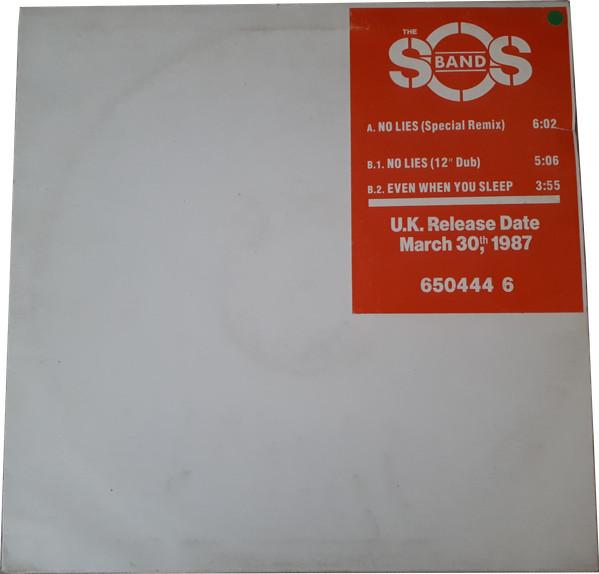 THE
SOS
BAND
A. NO LIES (Special Remix) 6:02
B.1. NO LIES (12" Dub) 5:06
B.2. EVEN WHEN YOU SLEEP 3:55
U.K. Release Date
March 30th, 1987
650444 6